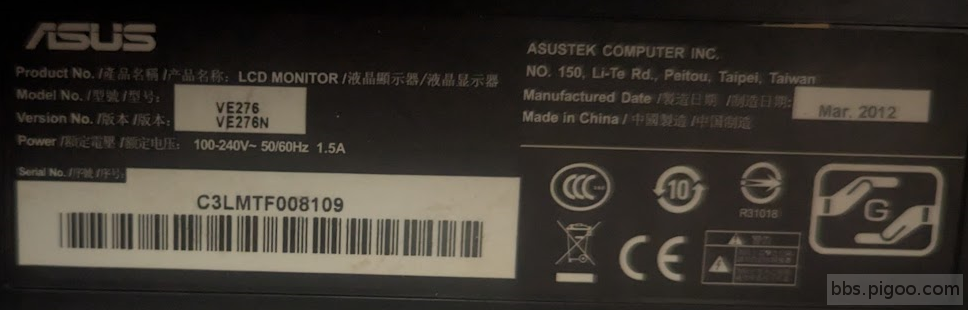 ASUS
Product No. /產品名稱 /产品名称: LCD MONITOR /液晶顯示器/液晶显示器
Model No. /型號/型号: VE276
Version No. /版本 /版本: VE276N
Power /額定電壓 /额定电压: 100-240V~ 50/60Hz 1.5A
Serial No. /序號 /序号:
C3LMTF008109
ASUSTEK COMPUTER INC.
NO. 150, Li-Te Rd., Peitou, Taipei, Taiwan
Manufactured Date /製造日期 /制造日期: Mar. 2012
Made in China / 中國製造 /中国制造
CCC
10
R31018
G
CE
bbs.pigoo.com